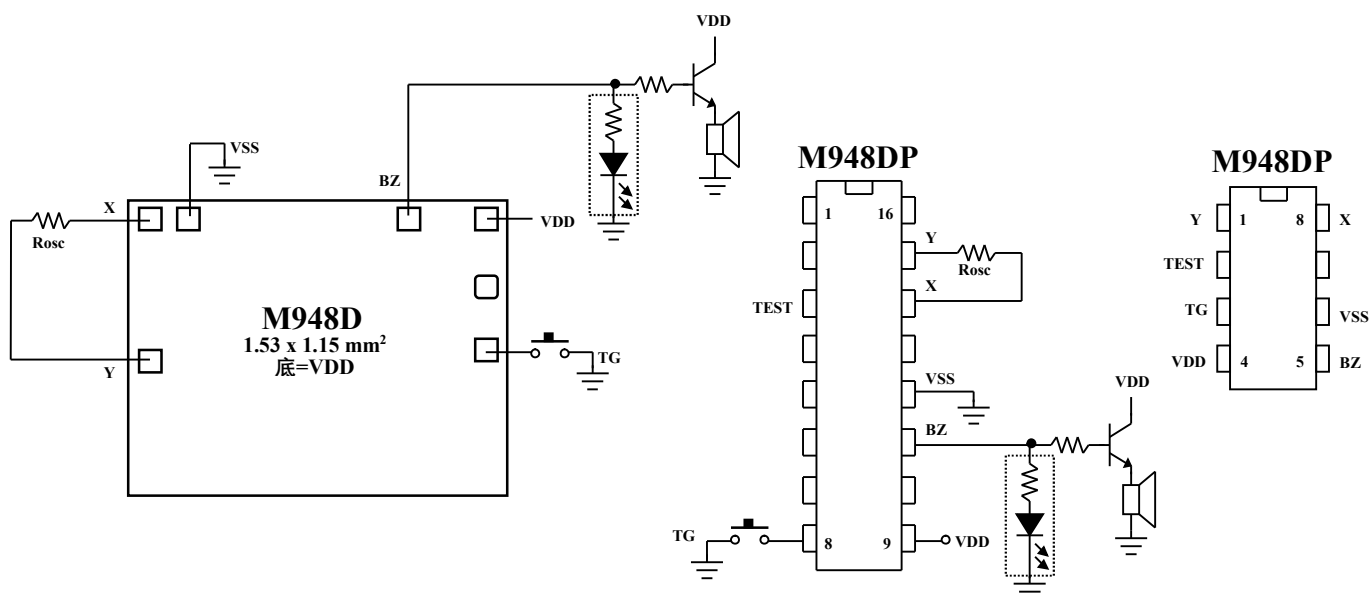 VSS
X
Rosc
Y
BZ
VDD
TG
M948D
1.53 x 1.15 mm²
底=VDD
VDD
M948DP
1
16
Y
Rosc
X
TEST
VSS
BZ
VDD
TG
8
9
VDD
M948DP
Y
1
8
X
TEST
TG
VSS
VDD
4
5
BZ